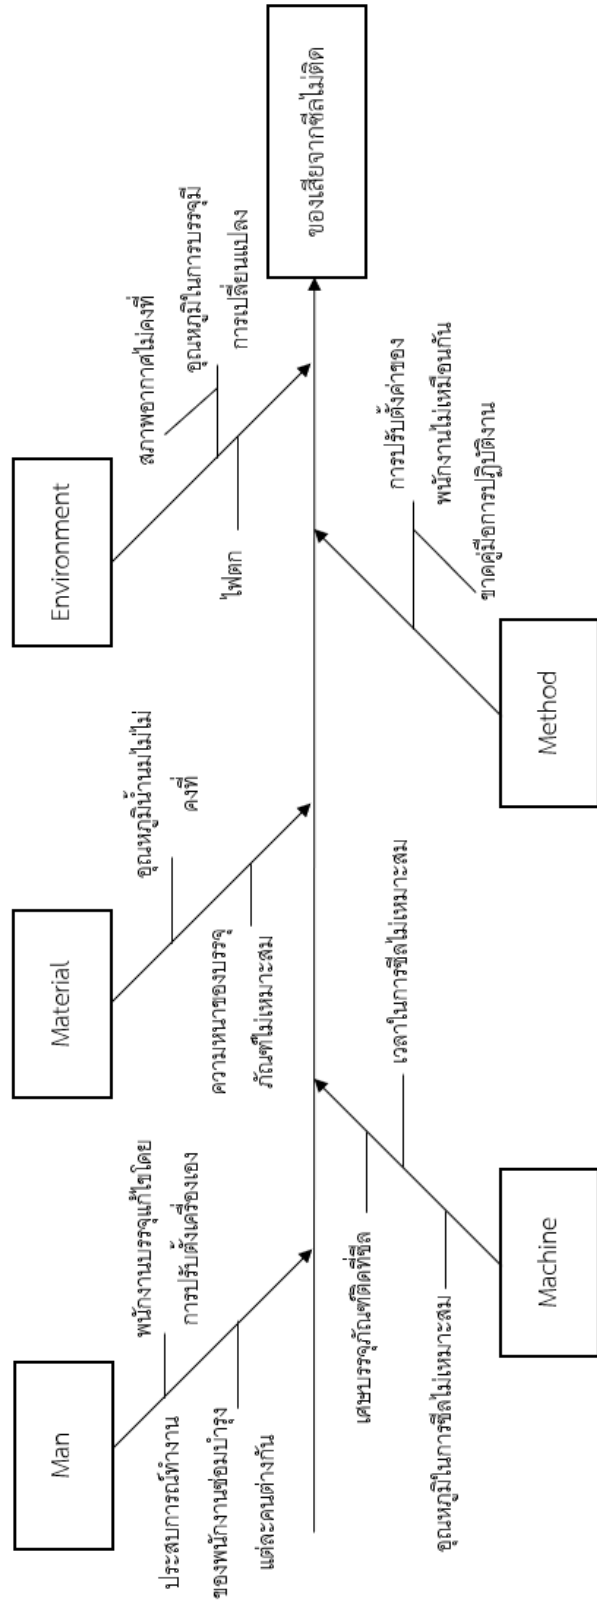 Man
Material
Environment
พนักงานบรรจุแก้ไขโดย
การปรับตั้งเครื่องเอง
ประสบการณ์ทำงาน
ของพนักงานซ่อมบำรุง
แต่ละคนต่างกัน
อุณหภูมิน้ำนมไม่ไม่
คงที่
ความหนาของบรรจุ
ภัณฑ์ไม่เหมาะสม
สภาพอากาศไม่คงที่
อุณหภูมิในการบรรจุมี
การเปลี่ยนแปลง
ไฟตก
ของเสียจากซีลไม่ติด
เศษบรรจุภัณฑ์ติดที่ซีล
เวลาในการซีลไม่เหมาะสม
อุณหภูมิในการซีลไม่เหมาะสม
การปรับตั้งค่าของ
พนักงานไม่เหมือนกัน
ขาดคู่มือการปฏิบัติงาน
Machine
Method